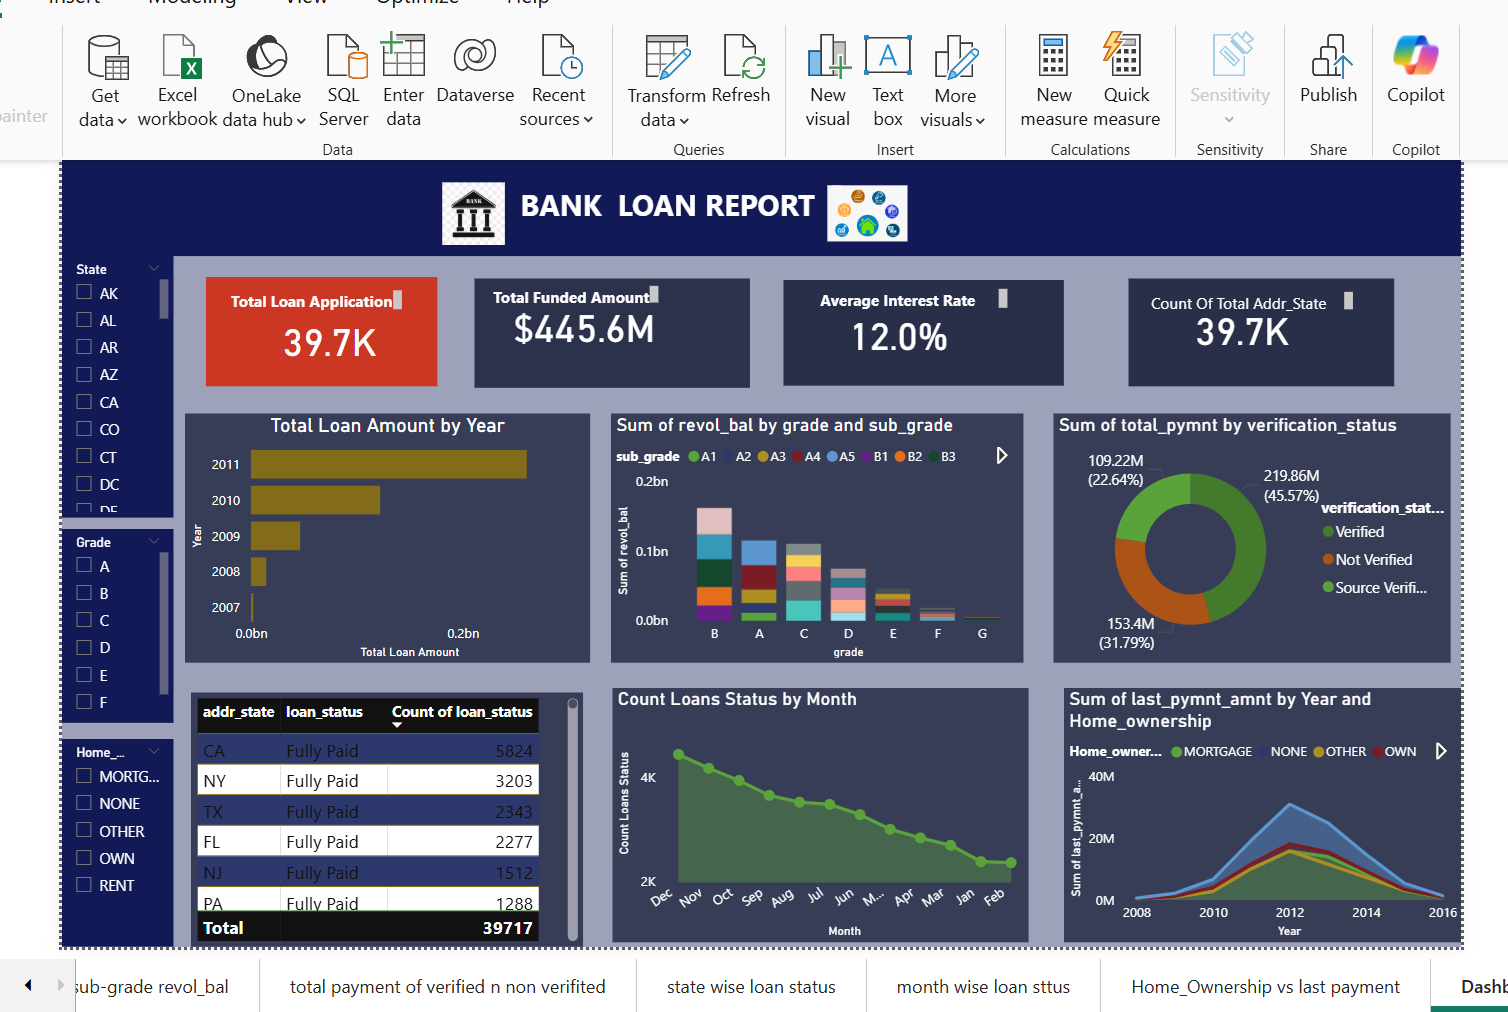 Insert Modeling View Optimize Help
painter
Get data
Excel workbook
OneLake data hub
SQL Server
Enter data
Dataverse
Recent sources
Data
Transform data
Refresh
Queries
New visual
Text box
More visuals
Insert
New measure
Quick measure
Calculations
Sensitivity
Sensitivity
Publish
Share
Copilot
Copilot
BANK
BANK LOAN REPORT
State
AK
AL
AR
AZ
CA
CO
CT
DC
DE
Grade
A
B
C
D
E
F
Home_...
MORTG...
NONE
OTHER
OWN
RENT
Total Loan Application
39.7K
Total Funded Amount
$445.6M
Average Interest Rate
12.0%
Count Of Total Addr_State
39.7K
Total Loan Amount by Year
Year
2011
2010
2009
2008
2007
0.0bn 0.2bn
Total Loan Amount
Sum of revol_bal by grade and sub_grade
sub_grade A1 A2 A3 A4 A5 B1 B2 B3
Sum of revol_bal
0.2bn
0.1bn
0.0bn
B A C D E F G
grade
Sum of total_pymnt by verification_status
109.22M
(22.64%)
219.86M
(45.57%)
153.4M
(31.79%)
verification_stat...
Verified
Not Verified
Source Verifi...
addr_state loan_status Count of loan_status
CA Fully Paid 5824
NY Fully Paid 3203
TX Fully Paid 2343
FL Fully Paid 2277
NJ Fully Paid 1512
PA Fully Paid 1288
Total 39717
Count Loans Status by Month
Count Loans Status
4K
2K
Dec Nov Oct Sep Aug Jul Jun M... Apr Mar Jan Feb
Month
Sum of last_pymnt_amnt by Year and
Home_ownership
Home_owner... MORTGAGE NONE OTHER OWN
Sum of last_pymnt_a...
40M
20M
0M
2008 2010 2012 2014 2016
Year
sub-grade revol_bal
total payment of verified n non verifited
state wise loan status
month wise loan sttus
Home_Ownership vs last payment
Dashb